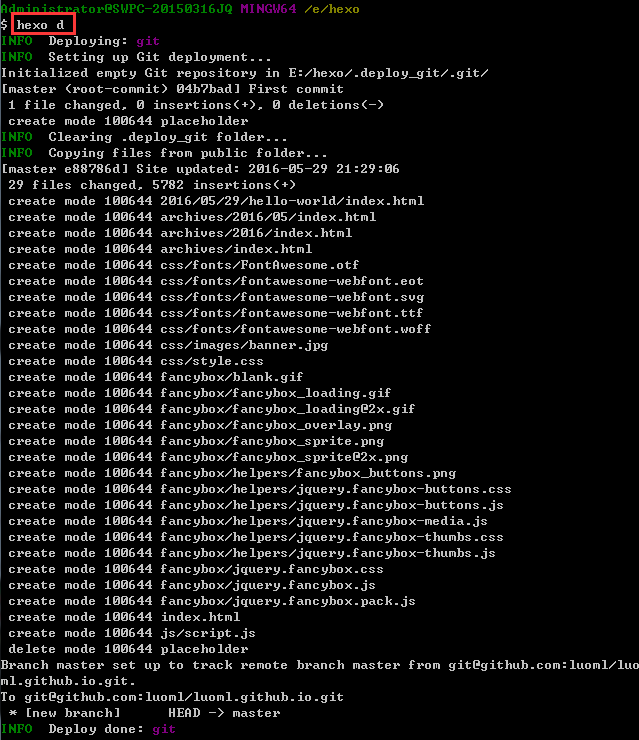 Administrator@SWPC-20150316JQ MINGW64 /e/hexo
$ hexo d
INFO  Deploying: git
INFO  Setting up Git deployment...
Initialized empty Git repository in E:/hexo/.deploy_git/.git/
[master (root-commit) 04b7bad] First commit
 1 file changed, 0 insertions(+), 0 deletions(-)
 create mode 100644 placeholder
INFO  Clearing .deploy_git folder...
INFO  Copying files from public folder...
[master e88786d] Site updated: 2016-05-29 21:29:06
 29 files changed, 5782 insertions(+)
 create mode 100644 2016/05/29/hello-world/index.html
 create mode 100644 archives/2016/05/index.html
 create mode 100644 archives/2016/index.html
 create mode 100644 archives/index.html
 create mode 100644 css/fonts/FontAwesome.otf
 create mode 100644 css/fonts/fontawesome-webfont.eot
 create mode 100644 css/fonts/fontawesome-webfont.svg
 create mode 100644 css/fonts/fontawesome-webfont.ttf
 create mode 100644 css/fonts/fontawesome-webfont.woff
 create mode 100644 css/images/banner.jpg
 create mode 100644 css/style.css
 create mode 100644 fancybox/blank.gif
 create mode 100644 fancybox/fancybox_loading.gif
 create mode 100644 fancybox/fancybox_loading@2x.gif
 create mode 100644 fancybox/fancybox_overlay.png
 create mode 100644 fancybox/fancybox_sprite.png
 create mode 100644 fancybox/fancybox_sprite@2x.png
 create mode 100644 fancybox/helpers/fancybox_buttons.png
 create mode 100644 fancybox/helpers/jquery.fancybox-buttons.css
 create mode 100644 fancybox/helpers/jquery.fancybox-buttons.js
 create mode 100644 fancybox/helpers/jquery.fancybox-media.js
 create mode 100644 fancybox/helpers/jquery.fancybox-thumbs.css
 create mode 100644 fancybox/helpers/jquery.fancybox-thumbs.js
 create mode 100644 fancybox/jquery.fancybox.css
 create mode 100644 fancybox/jquery.fancybox.js
 create mode 100644 fancybox/jquery.fancybox.pack.js
 create mode 100644 index.html
 create mode 100644 js/script.js
 delete mode 100644 placeholder
Branch master set up to track remote branch master from git@github.com:luoml/luo
ml.github.io.git.
To git@github.com:luoml/luoml.github.io.git
 * [new branch]      HEAD -> master
INFO  Deploy done: git